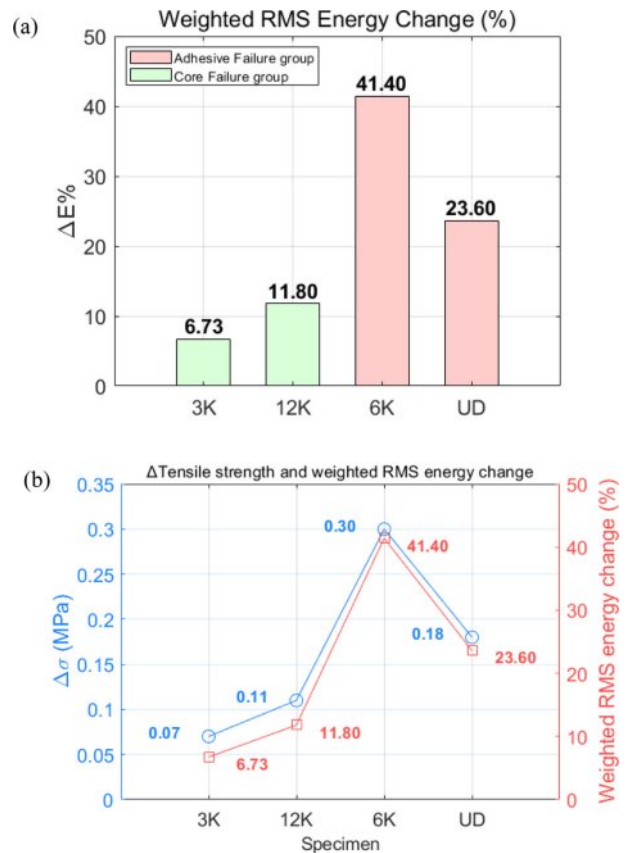 (a)
Weighted RMS Energy Change (%)
50
40
30
20
10
0
ΔE%
Adhesive Failure group
Core Failure group
6.73
11.80
41.40
23.60
3K
12K
6K
UD
(b)
ΔTensile strength and weighted RMS energy change
0.35
0.3
0.25
0.2
0.15
0.1
0.05
0
Δσ (MPa)
50
40
30
20
10
0
Weighted RMS energy change (%)
0.07
0.11
0.30
0.18
6.73
11.80
41.40
23.60
3K
12K
6K
UD
Specimen